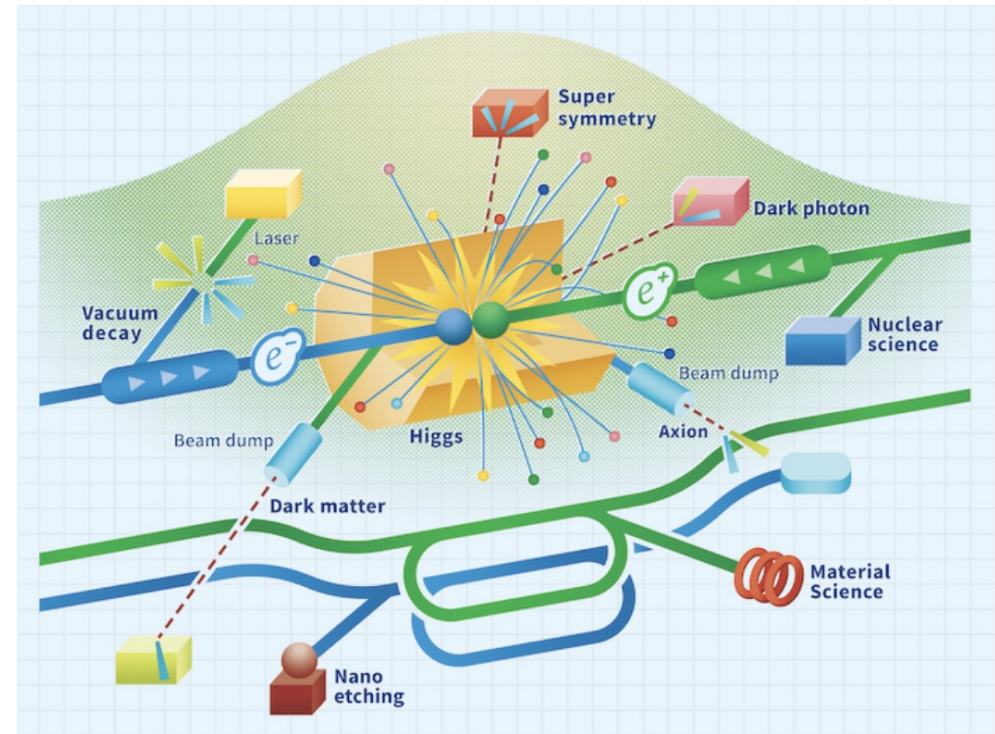 Super
symmetry
Dark photon
Laser
Vacuum
decay
e⁺
e⁻
Nuclear
science
Beam dump
Axion
Higgs
Beam dump
Dark matter
Material
Science
Nano
etching